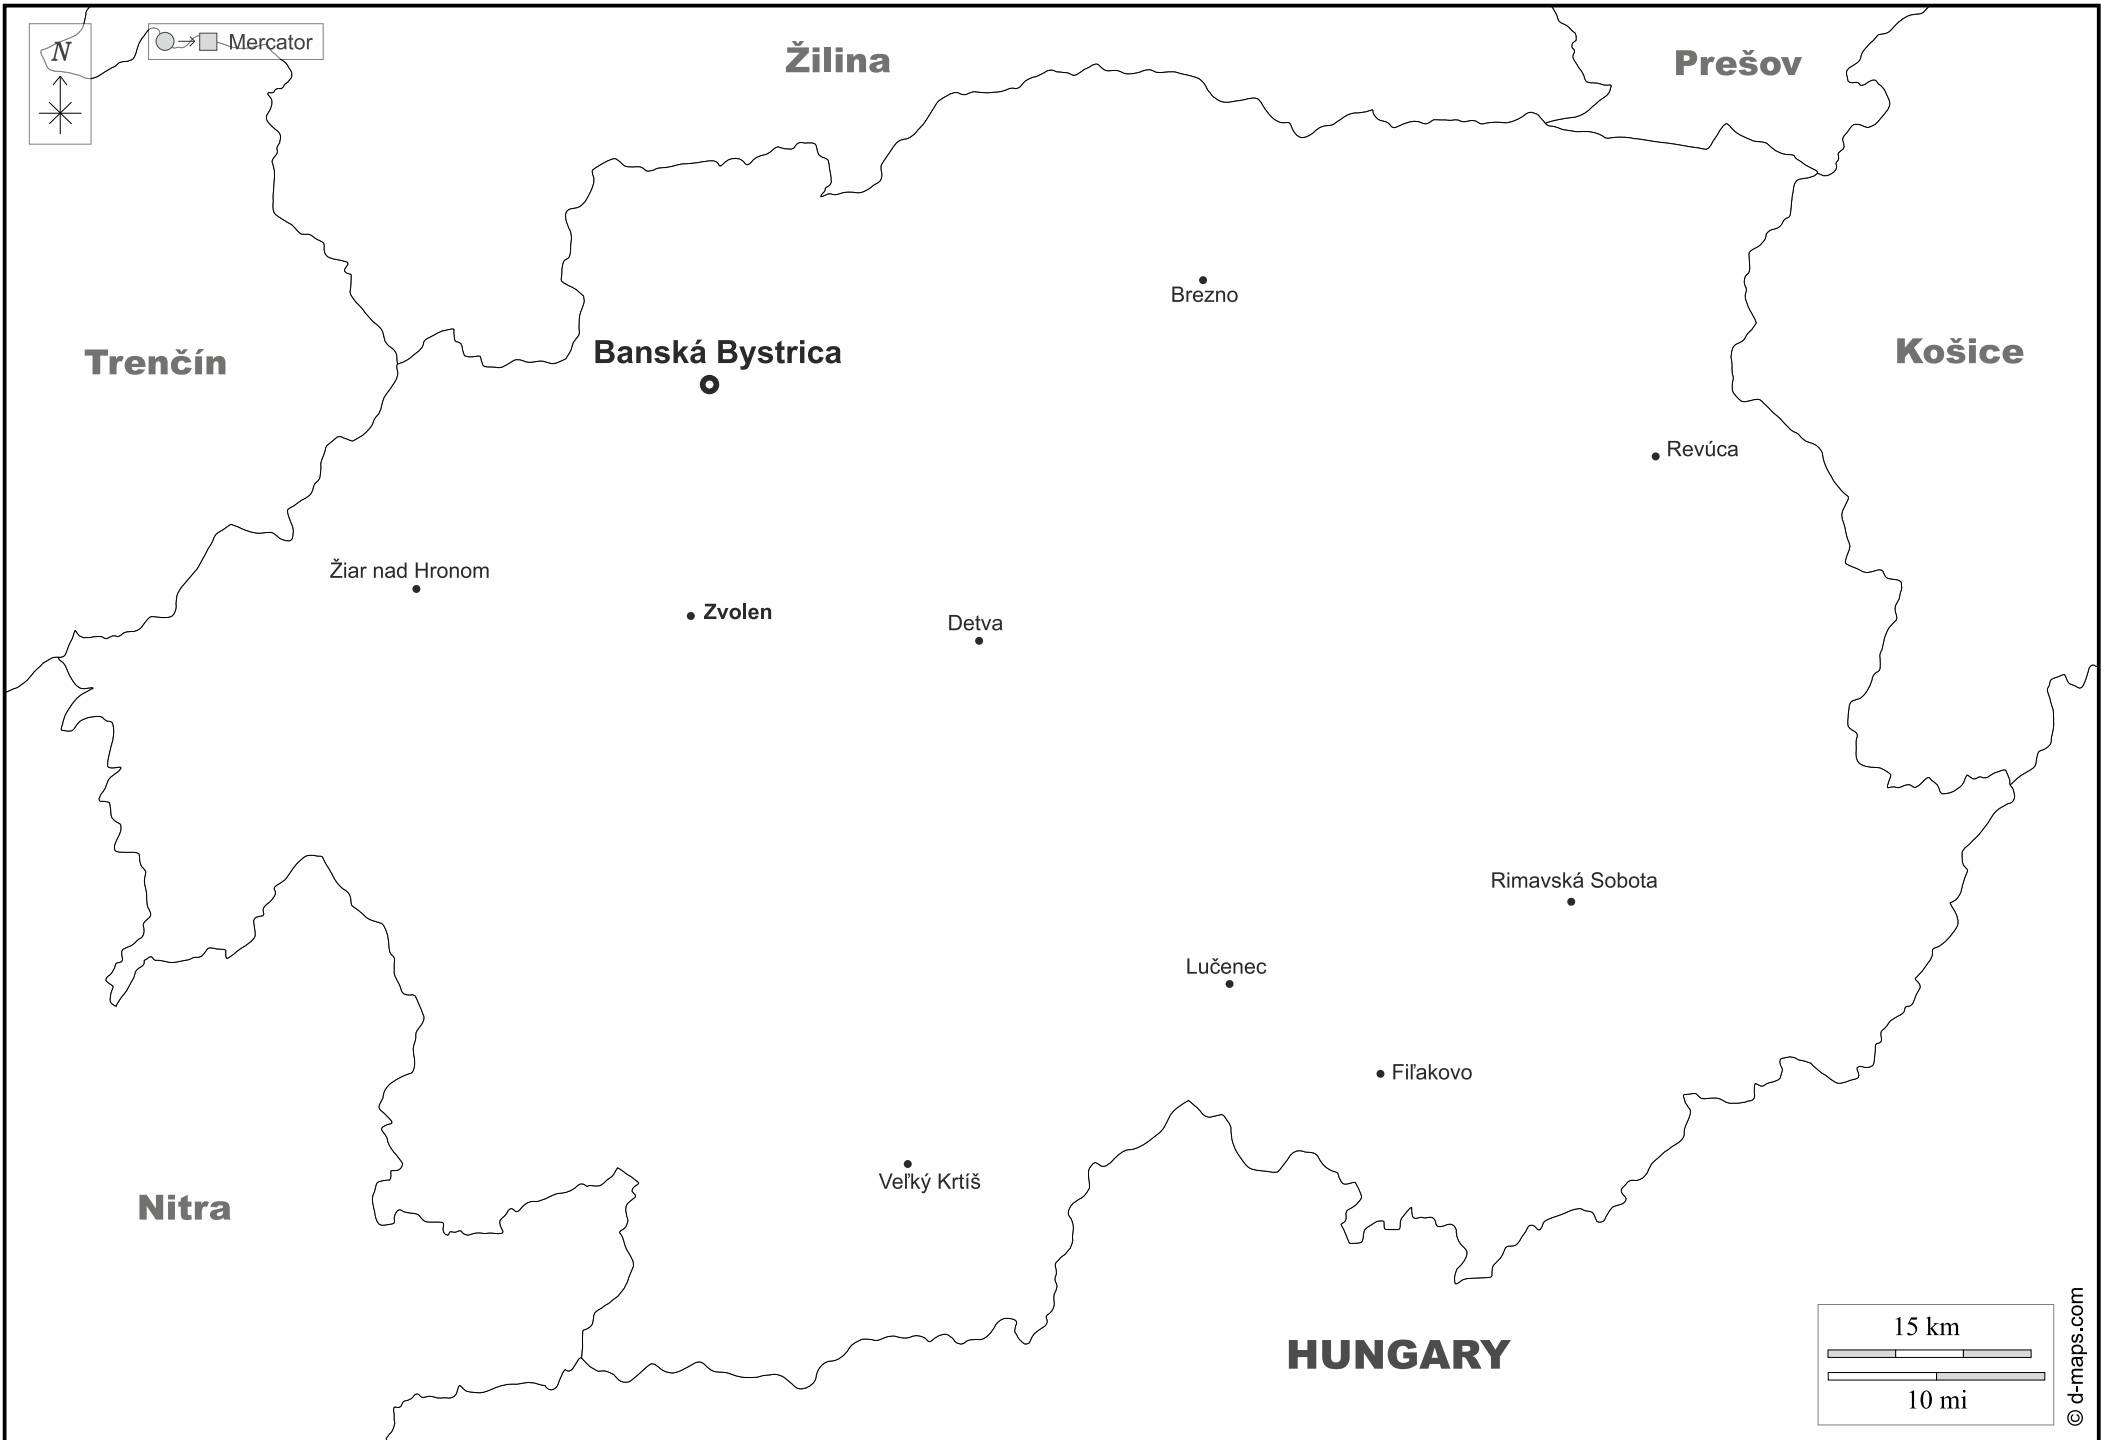 N
Mercator
Žilina
Prešov
Brezno
Banská Bystrica
Trenčín
Košice
Revúca
Žiar nad Hronom
Zvolen
Detva
Rimavská Sobota
Lučenec
Fiľakovo
Veľký Krtíš
Nitra
HUNGARY
15 km
10 mi
© d-maps.com